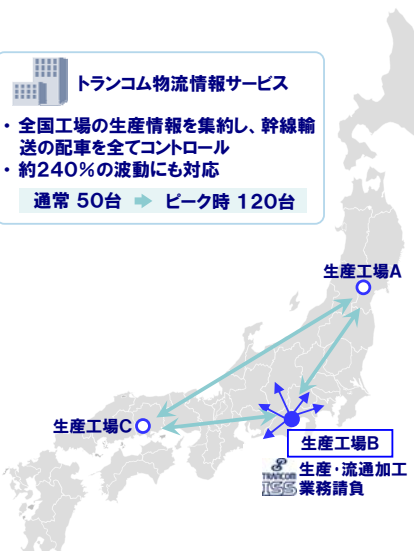 トランコム物流情報サービス
・ 全国工場の生産情報を集約し、幹線輸
送の配車を全てコントロール
・ 約240％の波動にも対応
通常 50台 ピーク時 120台
生産工場A
生産工場C
生産工場B
TRANCOM
ISS
生産・流通加工
業務請負